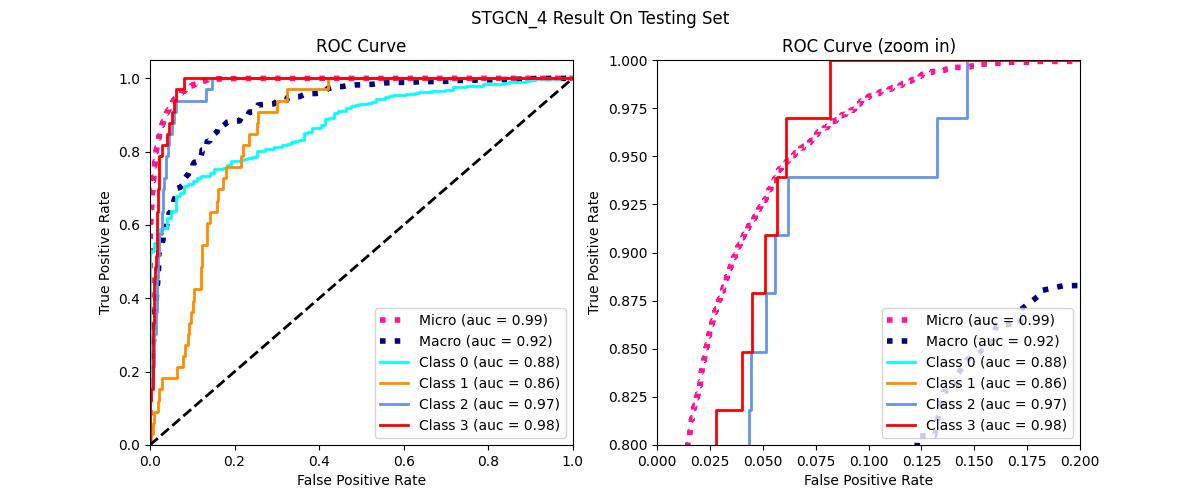 STGCN_4 Result On Testing Set
ROC Curve
True Positive Rate
1.0
0.8
0.6
0.4
0.2
0.0
0.0 0.2 0.4 0.6 0.8 1.0
False Positive Rate
Micro (auc = 0.99)
Macro (auc = 0.92)
Class 0 (auc = 0.88)
Class 1 (auc = 0.86)
Class 2 (auc = 0.97)
Class 3 (auc = 0.98)
ROC Curve (zoom in)
True Positive Rate
1.000
0.975
0.950
0.925
0.900
0.875
0.850
0.825
0.800
0.000 0.025 0.050 0.075 0.100 0.125 0.150 0.175 0.200
False Positive Rate
Micro (auc = 0.99)
Macro (auc = 0.92)
Class 0 (auc = 0.88)
Class 1 (auc = 0.86)
Class 2 (auc = 0.97)
Class 3 (auc = 0.98)